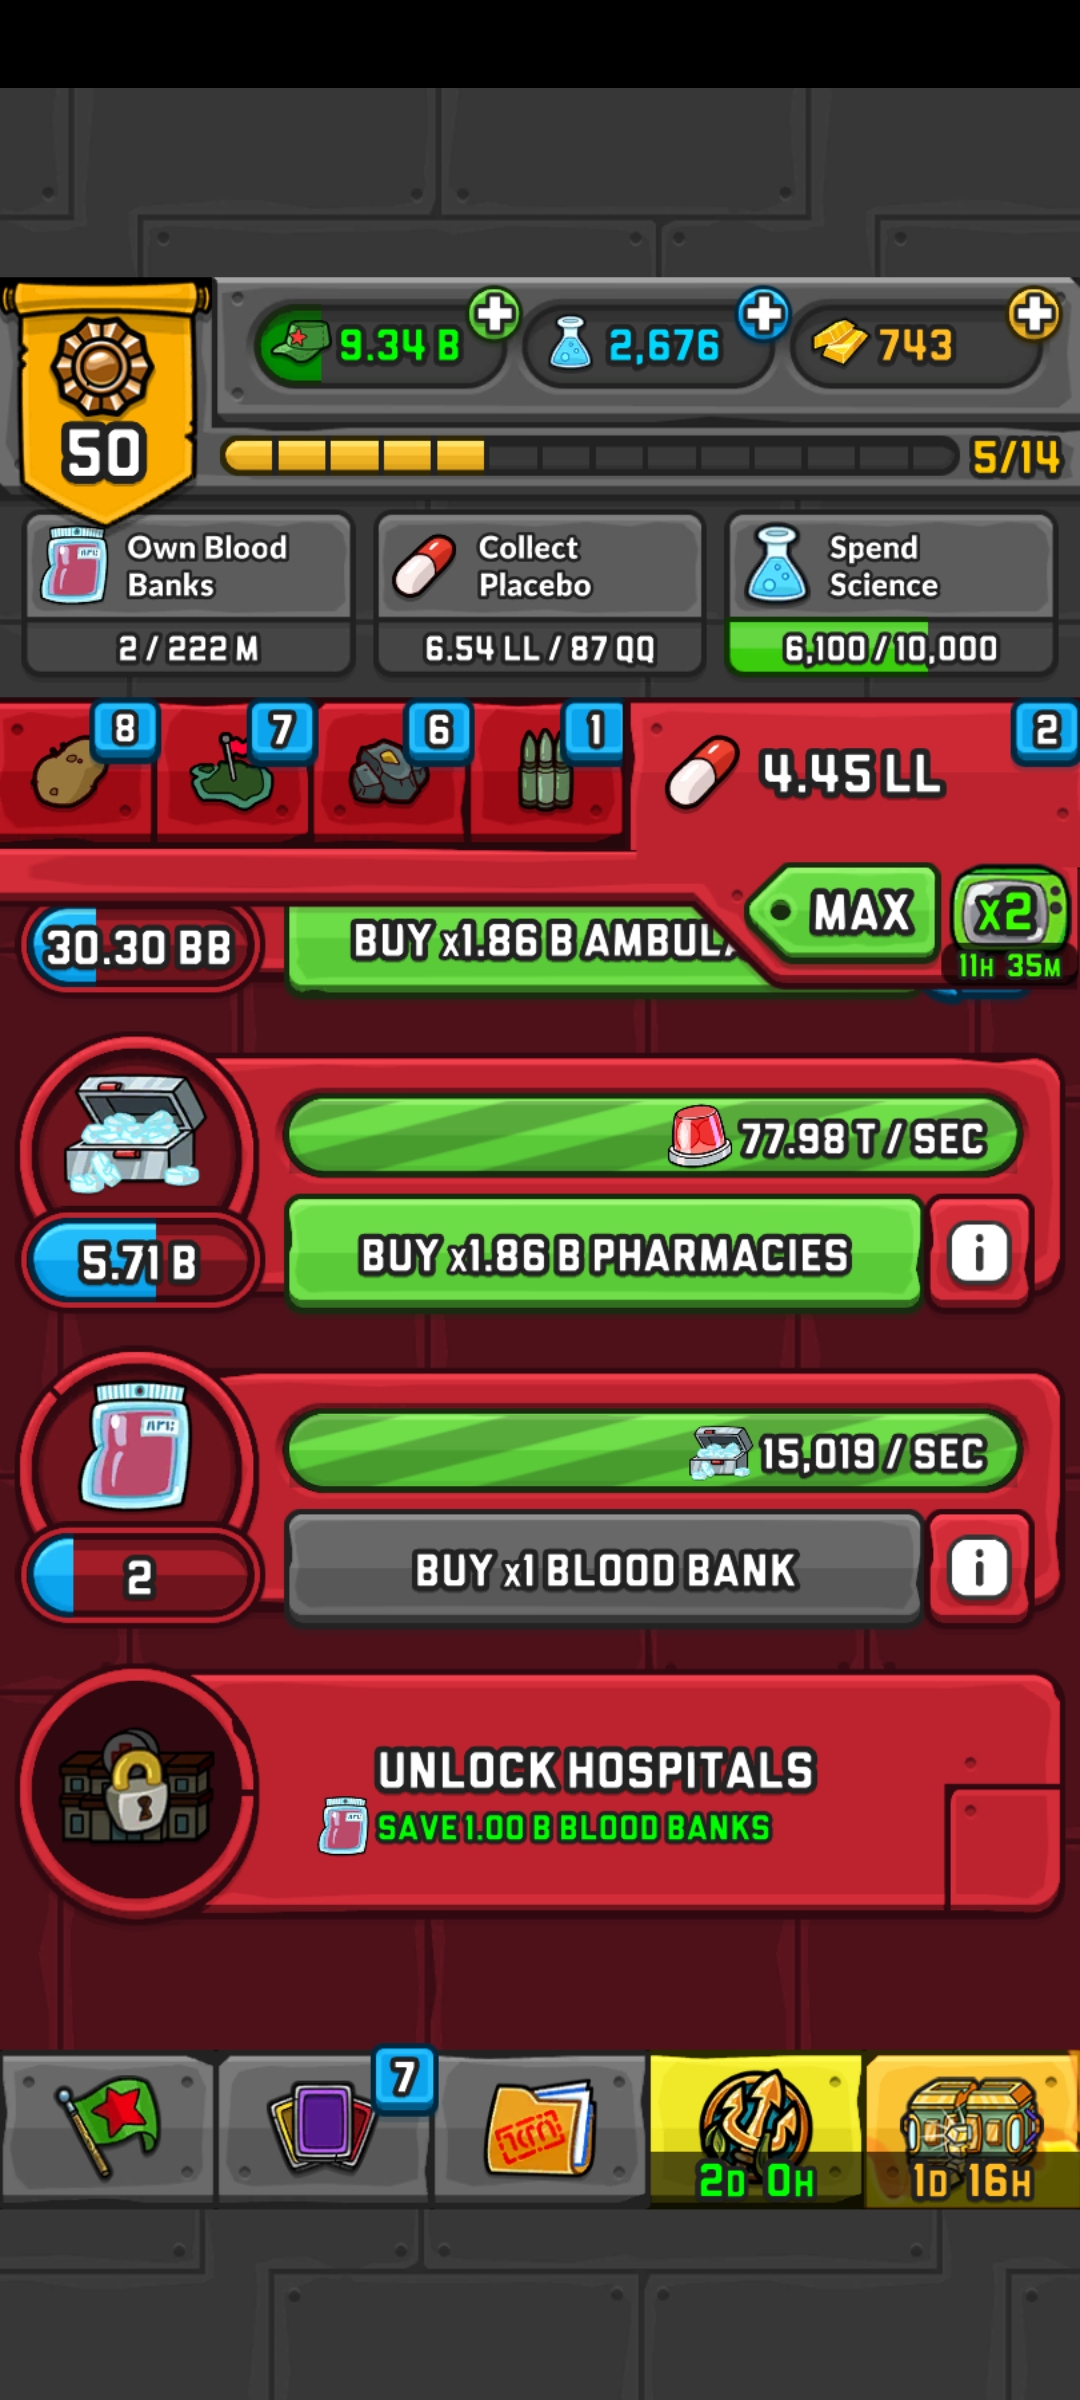 9.34 B
2,676
743
50
5/14
Own Blood
Banks
2 / 222 M
Collect
Placebo
6.54 LL / 87 QQ
Spend
Science
6,100 / 10,000
8
7
6
1
2
4.45 LL
MAX
x2
11H 35M
30.30 BB
BUY x1.86 B AMBUL
77.98 T / SEC
5.71 B
BUY x1.86 B PHARMACIES
i
15,019 / SEC
2
BUY x1 BLOOD BANK
i
UNLOCK HOSPITALS
SAVE 1.00 B BLOOD BANKS
7
2D 0H
1D 16H